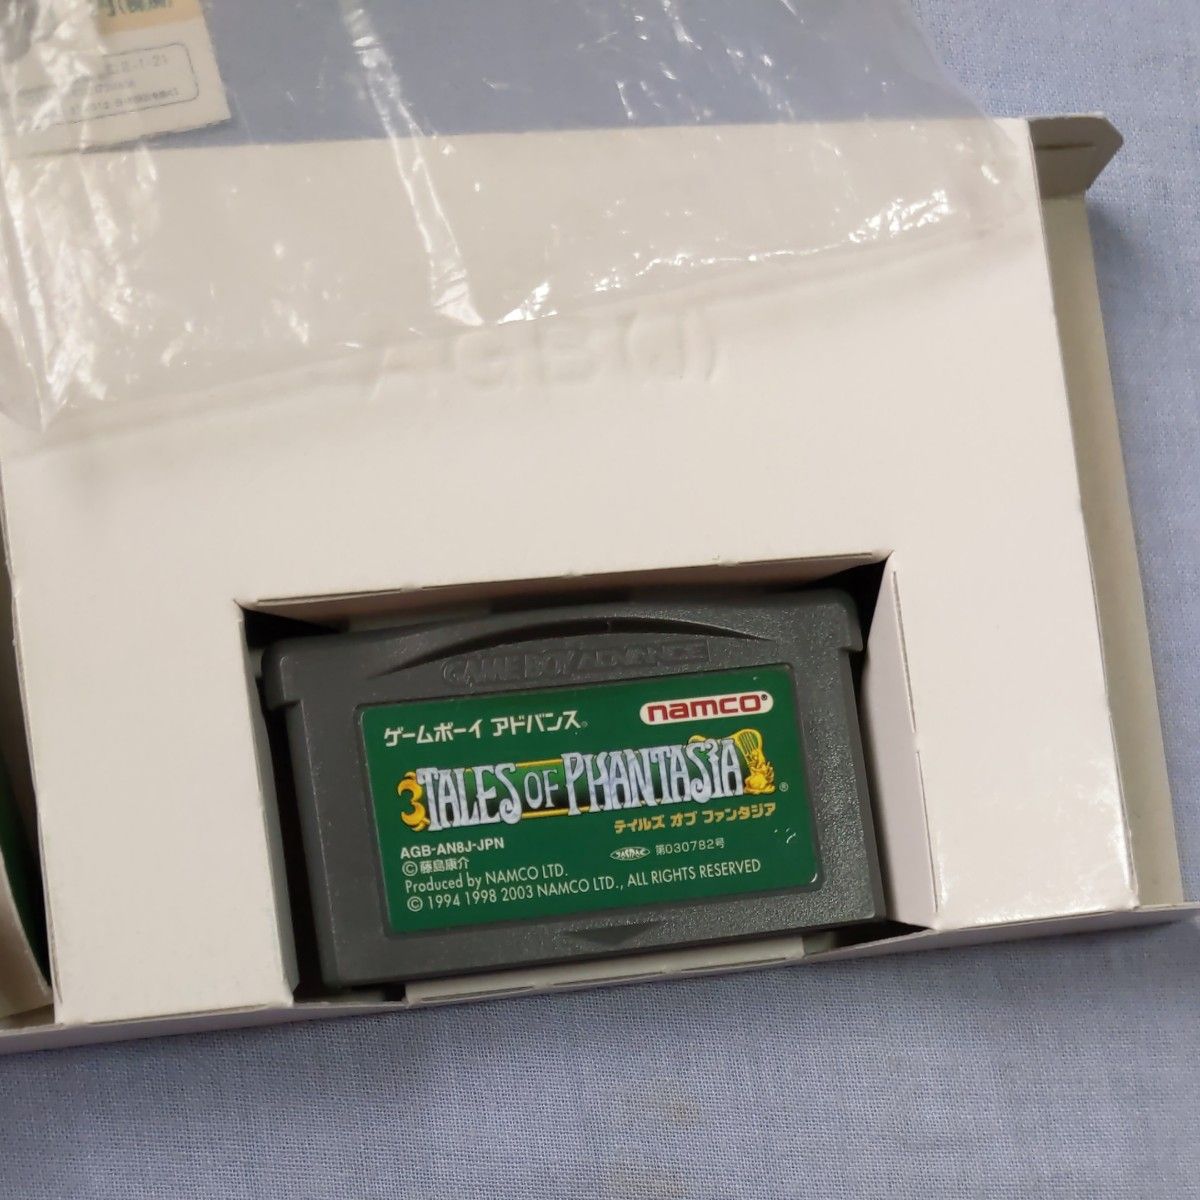 AGB(J)
GAME BOY ADVANCE
ゲームボーイ アドバンス®
namco®
TALES OF PHANTASIA®
テイルズ オブ ファンタジア
AGB-AN8J-JPN
JASRAC 第030782号
©藤島康介
Produced by NAMCO LTD.
© 1994 1998 2003 NAMCO LTD., ALL RIGHTS RESERVED